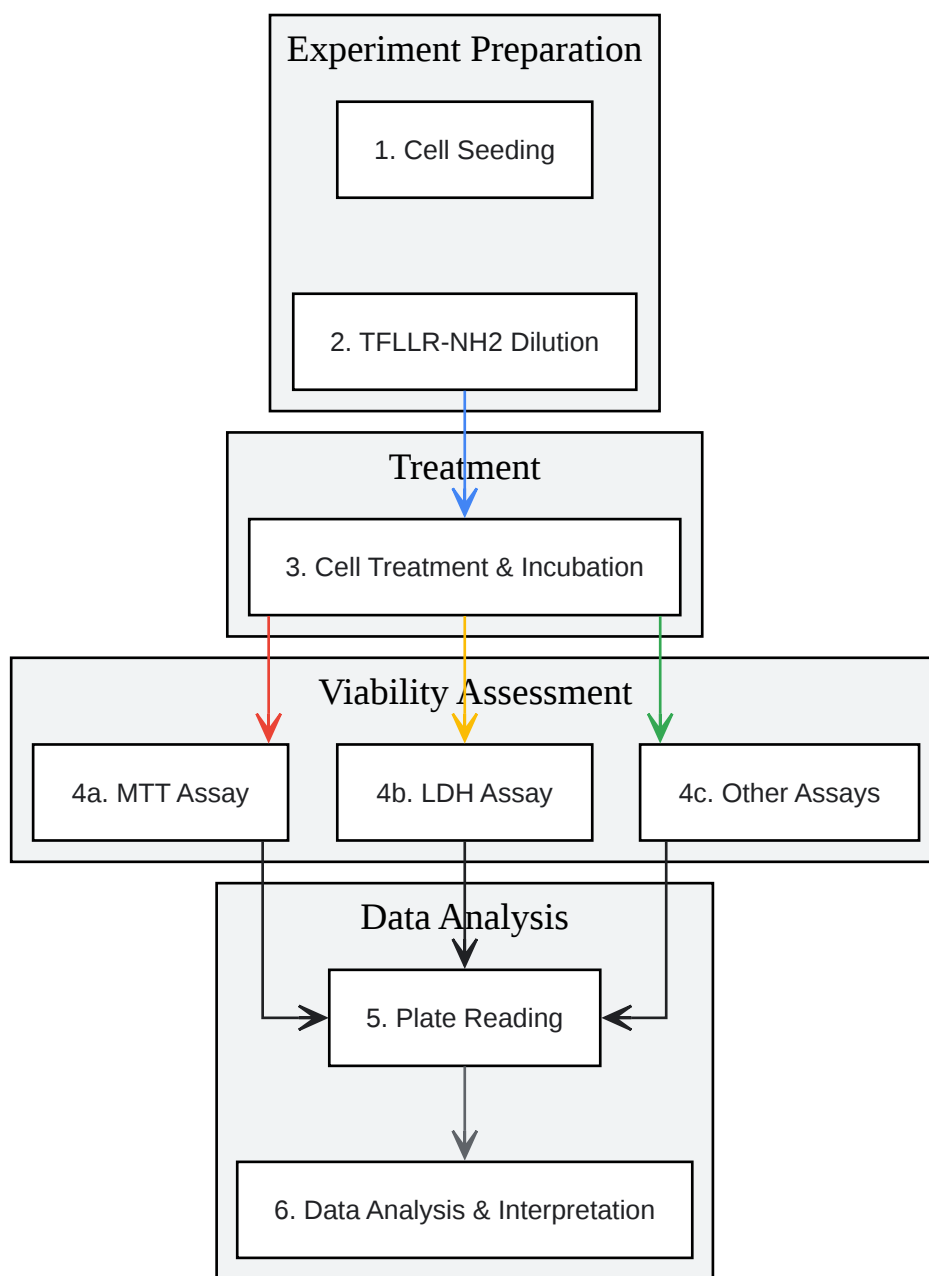 Experiment Preparation
1. Cell Seeding
2. TFLLR-NH2 Dilution
Treatment
3. Cell Treatment & Incubation
Viability Assessment
4a. MTT Assay
4b. LDH Assay
4c. Other Assays
Data Analysis
5. Plate Reading
6. Data Analysis & Interpretation